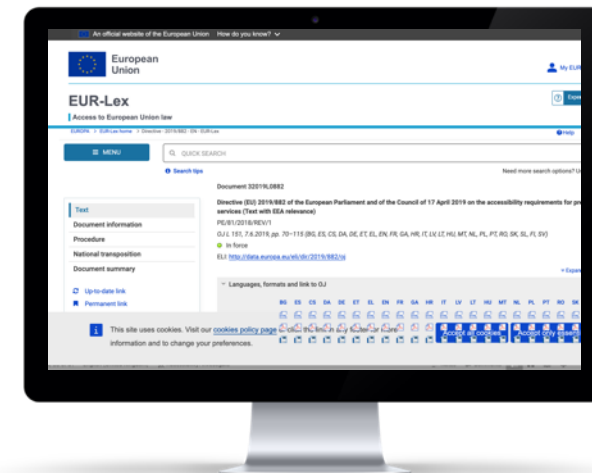 An official website of the European Union How do you know?
European
Union
My EUR
EUR-Lex
Access to European Union law
EUROPA > EUR-Lex home > Directive - 2019/882 - EN - EUR-Lex
Help
MENU
QUICK SEARCH
Search tips
Need more search options? U
Document 32019L0882
Text
Document information
Procedure
National transposition
Document summary
Up-to-date link
Permanent link
Directive (EU) 2019/882 of the European Parliament and of the Council of 17 April 2019 on the accessibility requirements for pro
services (Text with EEA relevance)
PE/81/2018/REV/1
OJ L 151, 7.6.2019, pp. 70–115 (BG, ES, CS, DA, DE, ET, EL, EN, FR, GA, HR, IT, LV, LT, HU, MT, NL, PL, PT, RO, SK, SL, FI, SV)
In force
ELI: http://data.europa.eu/eli/dir/2019/882/oj
Expan
Languages, formats and link to OJ
BG ES CS DA DE ET EL EN FR GA HR IT LV LT HU MT NL PL PT RO SK
This site uses cookies. Visit our cookies policy page
information and to change your preferences.
Accept all cookies
Accept only essen